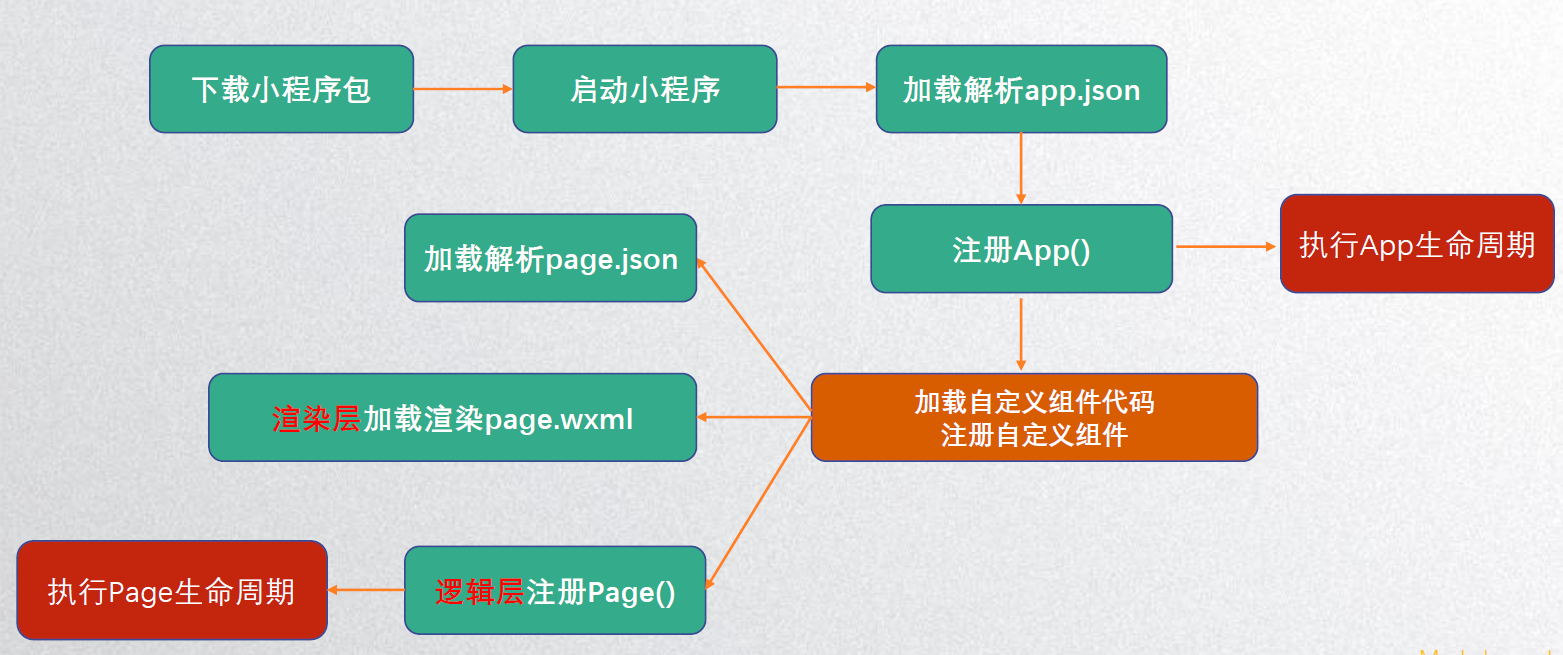 下载小程序包
启动小程序
加载解析app.json
注册App()
执行App生命周期
加载自定义组件代码
注册自定义组件
加载解析page.json
渲染层加载渲染page.wxml
逻辑层注册Page()
执行Page生命周期